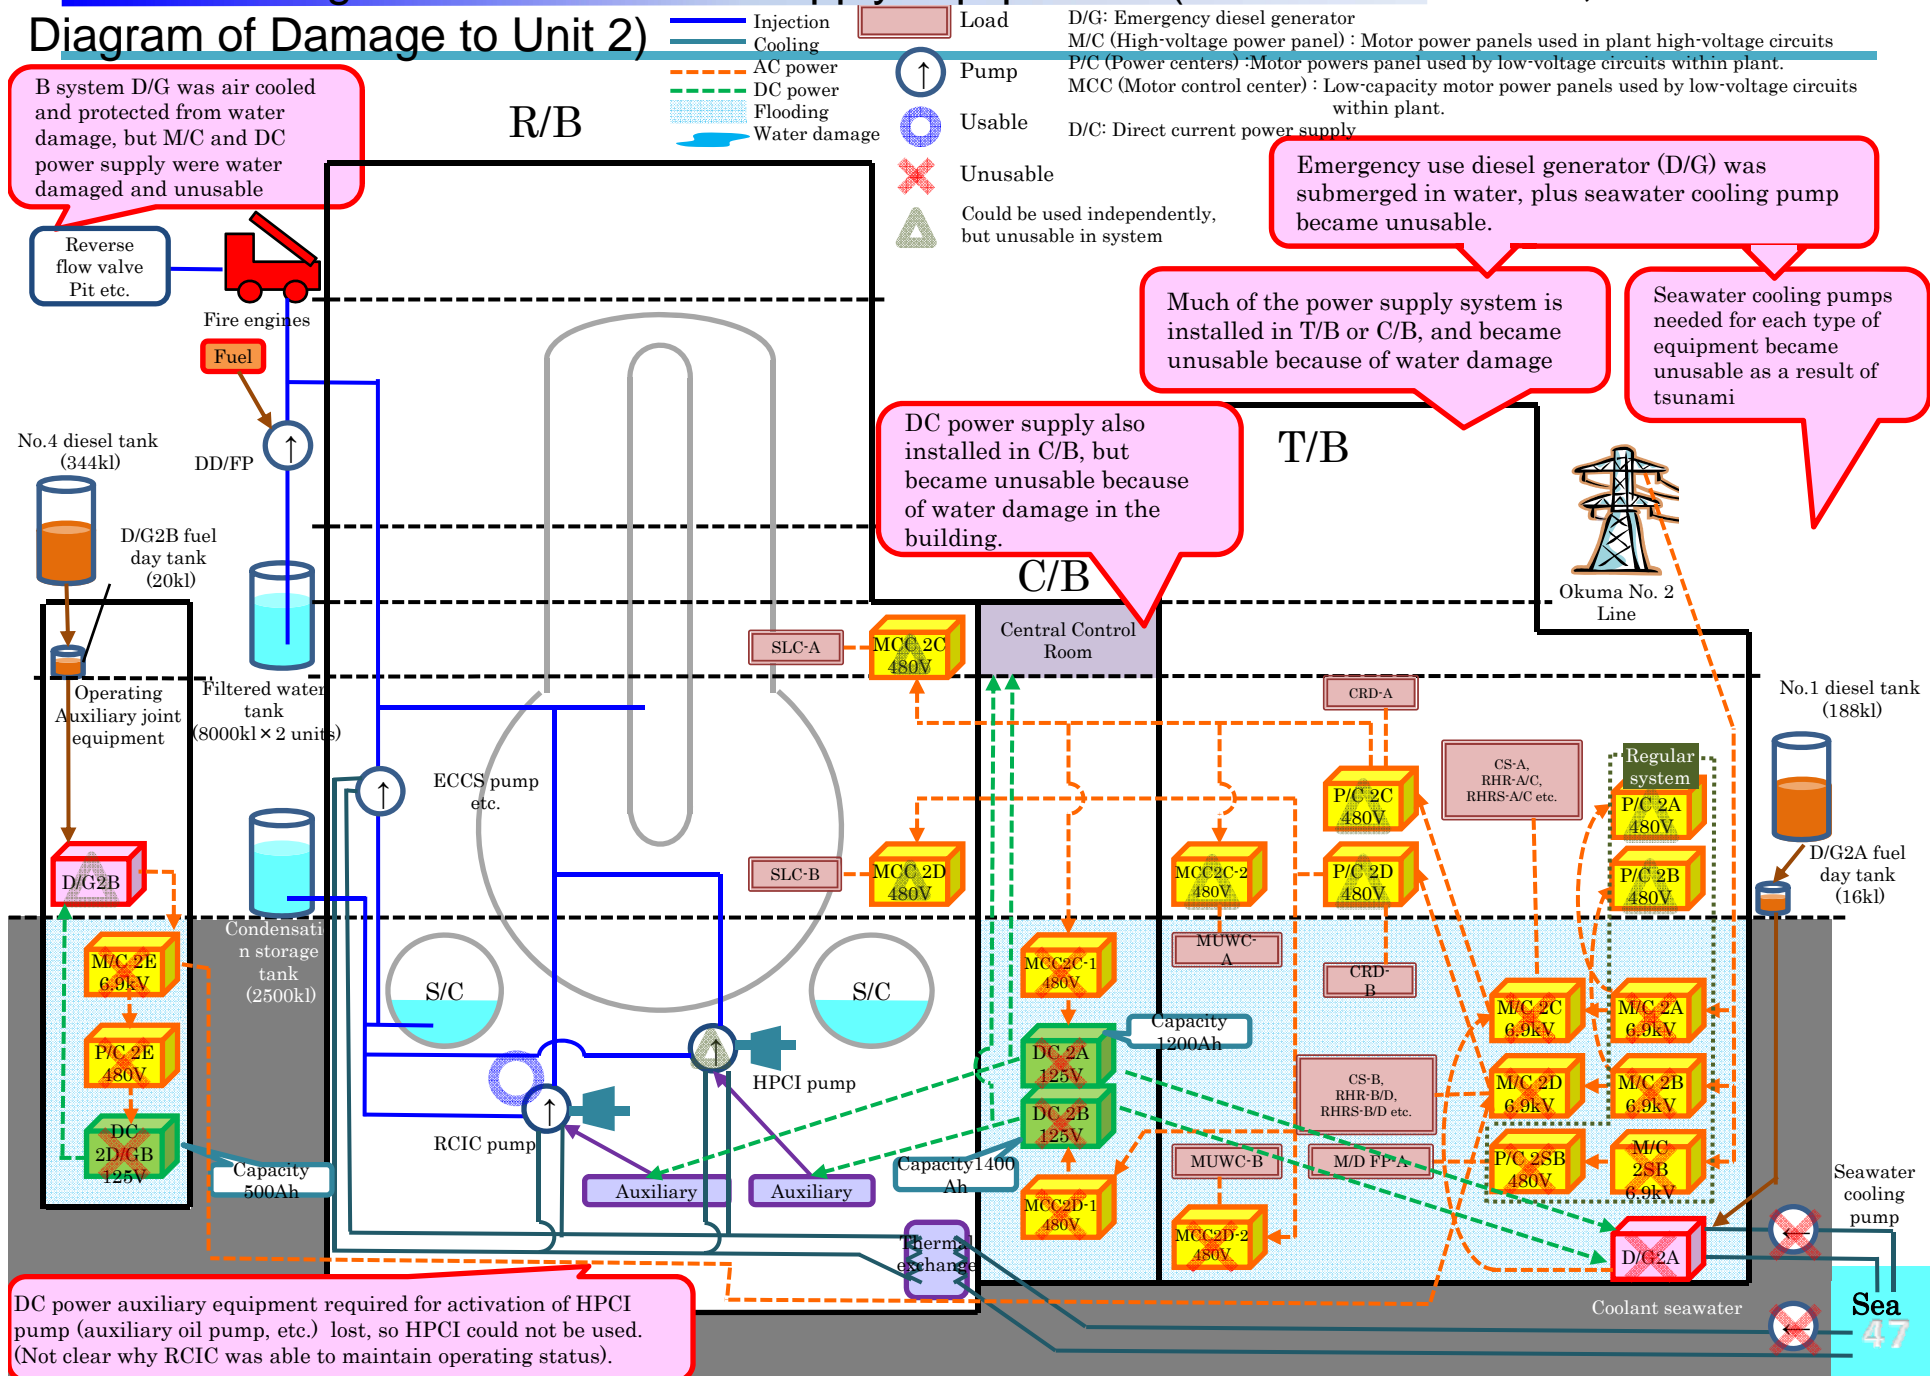 Diagram of Damage to Unit 2)
Injection
Cooling
AC power
DC power
Flooding
Water damage
Load
Pump
Usable
Unusable
Could be used independently,
but unusable in system
D/G: Emergency diesel generator
M/C (High-voltage power panel) : Motor power panels used in plant high-voltage circuits
P/C (Power centers) :Motor powers panel used by low-voltage circuits within plant.
MCC (Motor control center) : Low-capacity motor power panels used by low-voltage circuits
within plant.
D/C: Direct current power supply
B system D/G was air cooled
and protected from water
damage, but M/C and DC
power supply were water
damaged and unusable
R/B
Emergency use diesel generator (D/G) was
submerged in water, plus seawater cooling pump
became unusable.
Reverse
flow valve
Pit etc.
Fire engines
Fuel
Much of the power supply system is
installed in T/B or C/B, and became
unusable because of water damage
Seawater cooling pumps
needed for each type of
equipment became
unusable as a result of
tsunami
DC power supply also
installed in C/B, but
became unusable because
of water damage in the
building.
T/B
C/B
No.4 diesel tank
(344kl)
DD/FP
D/G2B fuel
day tank
(20kl)
Okuma No. 2
Line
Central Control
Room
SLC-A
MCC 2C
480V
Operating
Auxiliary joint
equipment
Filtered water
tank
(8000kl×2 units)
CRD-A
No.1 diesel tank
(188kl)
ECCS pump
etc.
CS-A,
RHR-A/C,
RHRS-A/C etc.
Regular
system
P/C 2C
480V
P/C 2A
480V
D/G2B
SLC-B
MCC 2D
480V
MCC2C-2
480V
P/C 2D
480V
P/C 2B
480V
D/G2A fuel
day tank
(16kl)
Condensatio
n storage
tank
(2500kl)
M/C 2E
6.9kV
S/C
S/C
MCC2C-1
480V
MUWC-
A
CRD-
B
M/C 2C
6.9kV
M/C 2A
6.9kV
P/C 2E
480V
HPCI pump
Capacity
1200Ah
DC 2A
125V
CS-B,
RHR-B/D,
RHRS-B/D etc.
M/C 2D
6.9kV
M/C 2B
6.9kV
DC
2D/GB
125V
RCIC pump
DC 2B
125V
Capacity
500Ah
Auxiliary
Auxiliary
Capacity1400
Ah
MUWC-B
M/D FP-A
P/C 2SB
480V
M/C
2SB
6.9kV
MCC2D-1
480V
MCC2D-2
480V
Seawater
cooling
pump
Thermal
exchange
D/G2A
DC power auxiliary equipment required for activation of HPCI
pump (auxiliary oil pump, etc.) lost, so HPCI could not be used.
(Not clear why RCIC was able to maintain operating status).
Coolant seawater
Sea
47